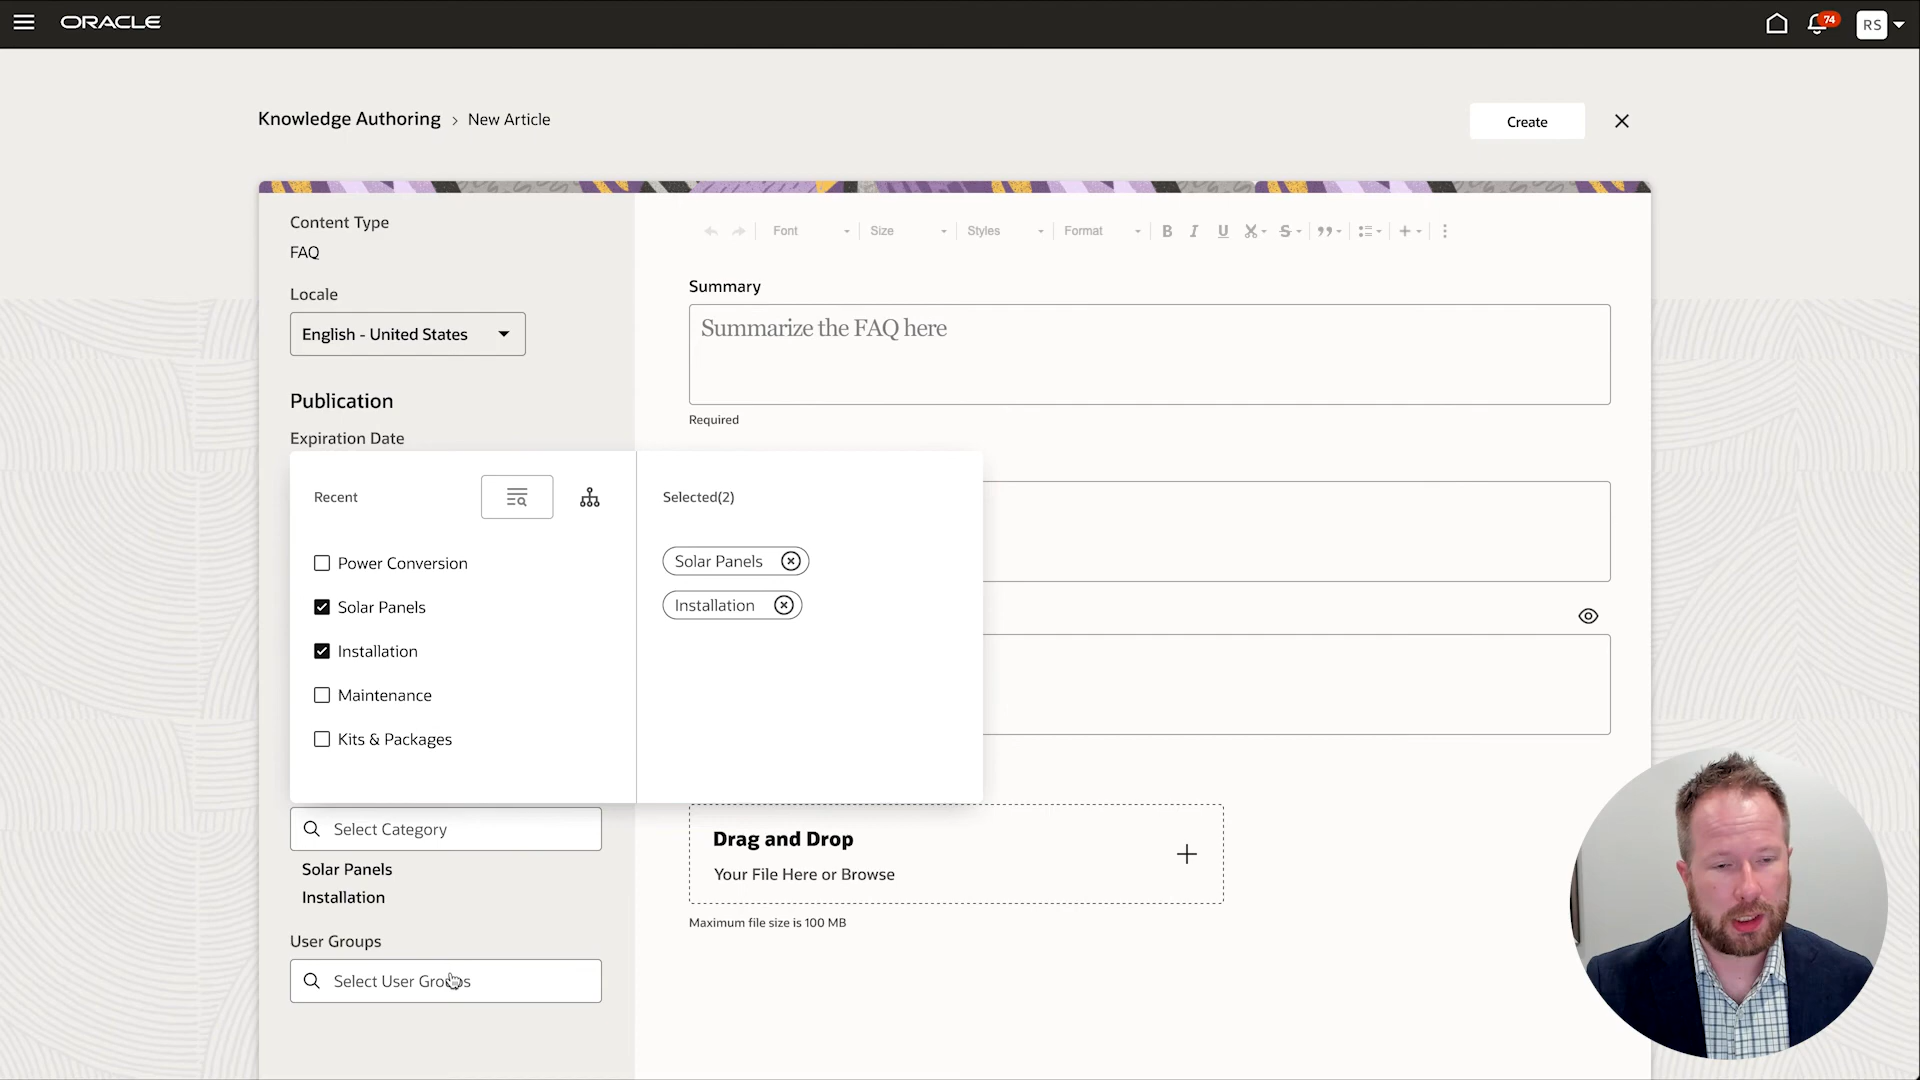 ORACLE
74
RS
Knowledge Authoring > New Article
Create
Content Type
FAQ
Locale
English - United States
Publication
Expiration Date
Font
Size
Styles
Format
B I U S
Summary
Summarize the FAQ here
Required
Recent
Power Conversion
Solar Panels
Installation
Maintenance
Kits & Packages
Selected(2)
Solar Panels
Installation
Select Category
Solar Panels
Installation
User Groups
Select User Groups
Drag and Drop
Your File Here or Browse
Maximum file size is 100 MB